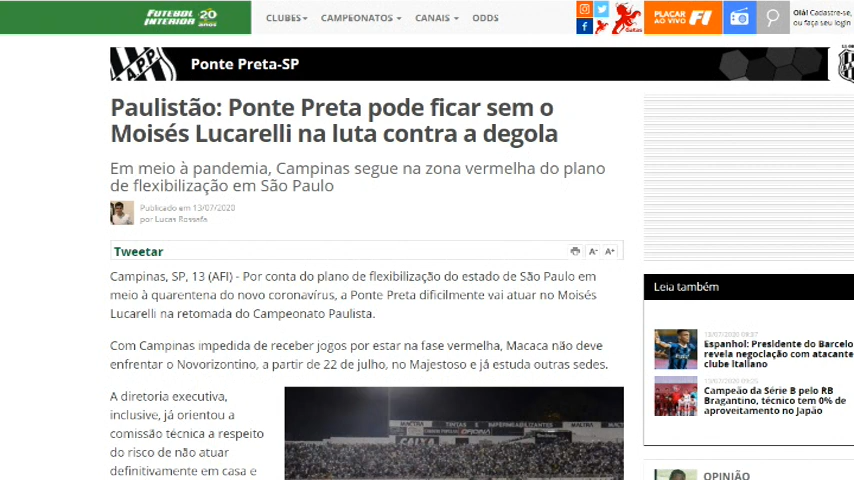 FUTEBOL INTERIOR 20 anos
CLUBES CAMPEONATOS CANAIS ODDS
Gatas
PLACAR AO VIVO FI
Olá! Cadastre-se,
ou faça seu login
Ponte Preta-SP
Paulistão: Ponte Preta pode ficar sem o
Moisés Lucarelli na luta contra a degola
Em meio à pandemia, Campinas segue na zona vermelha do plano
de flexibilização em São Paulo
Publicado em 13/07/2020
por Lucas Rossafa
Tweetar
A- A+
Campinas, SP, 13 (AFI) - Por conta do plano de flexibilização do estado de São Paulo em
meio à quarentena do novo coronavírus, a Ponte Preta dificilmente vai atuar no Moisés
Lucarelli na retomada do Campeonato Paulista.
Com Campinas impedida de receber jogos por estar na fase vermelha, Macaca não deve
enfrentar o Novorizontino, a partir de 22 de julho, no Majestoso e já estuda outras sedes.
A diretoria executiva,
inclusive, já orientou a
comissão técnica a respeito
do risco de não atuar
definitivamente em casa e
Leia também
Espanhol: Presidente do Barcelo
revela negociação com atacante
clube Italiano
Campeão da Série B pelo RB
Bragantino, técnico tem 0% de
aproveitamento no Japão
OPINIÃO